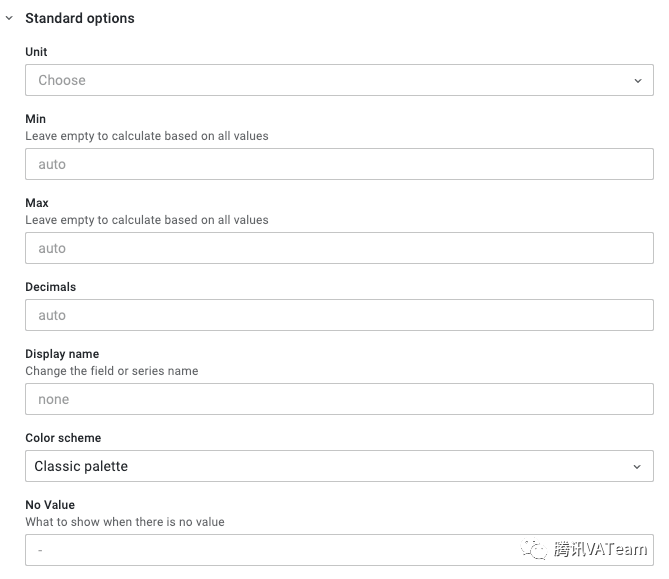 Standard options
Unit
Choose
Min
Leave empty to calculate based on all values
auto
Max
Leave empty to calculate based on all values
auto
Decimals
auto
Display name
Change the field or series name
none
Color scheme
Classic palette
No Value
What to show when there is no value
-
腾讯VATeam